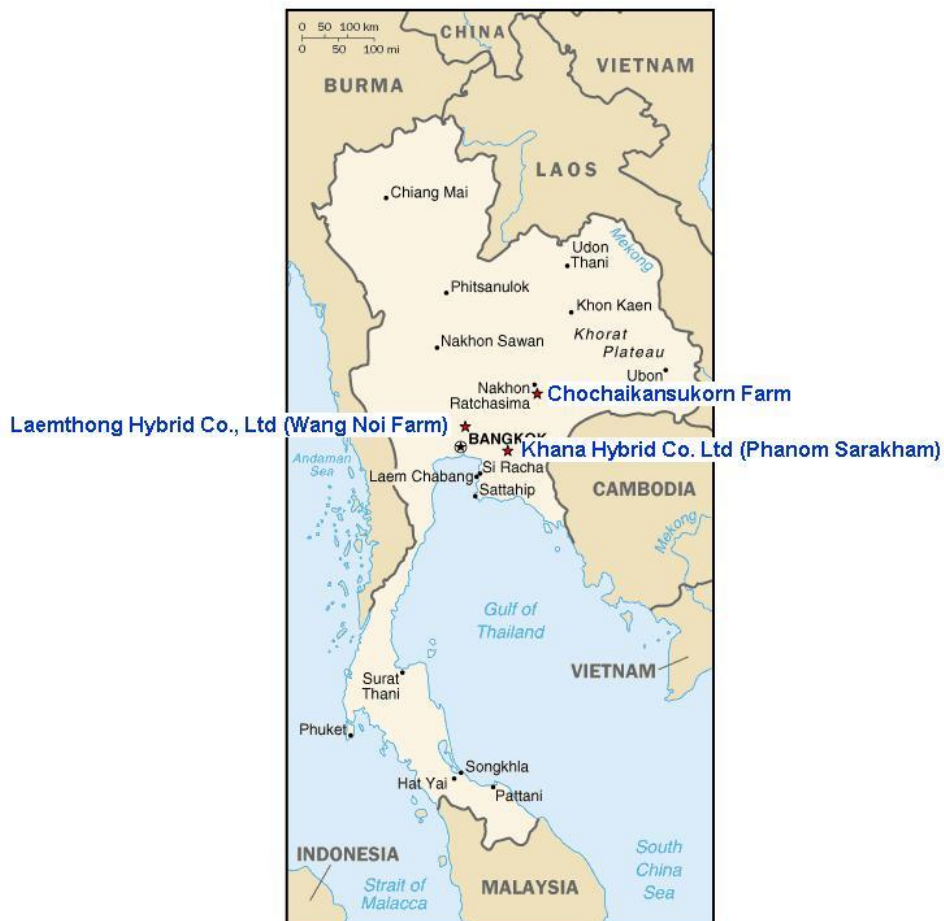 0 50 100 km
0 50 100 mi
CHINA
VIETNAM
BURMA
LAOS
Chiang Mai
Mekong
Udon
Thani
Phitsanulok
Khon Kaen
Nakhon Sawan
Khorat
Plateau
Ubon
Nakhon
Ratchasima
Chochaikansukorn Farm
Laemthong Hybrid Co., Ltd (Wang Noi Farm)
BANGKOK
Khana Hybrid Co. Ltd (Phanom Sarakham)
Andaman
Sea
Si Racha
Laem Chabang
Sattahip
CAMBODIA
Mekong
Gulf of
Thailand
VIETNAM
Surat
Thani
Phuket
Songkhla
Hat Yai
Pattani
INDONESIA
Strait of
Malacca
MALAYSIA
South
China
Sea